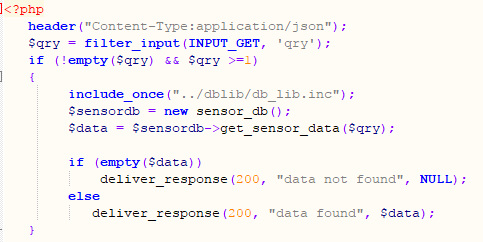 <?php
header("Content-Type:application/json");
$qry = filter_input(INPUT_GET, 'qry');
if (!empty($qry) && $qry >=1)
{
include_once("../dblib/db_lib.inc");
$sensordb = new sensor_db();
$data = $sensordb->get_sensor_data($qry);
if (empty($data))
deliver_response(200, "data not found", NULL);
else
deliver_response(200, "data found", $data);
}